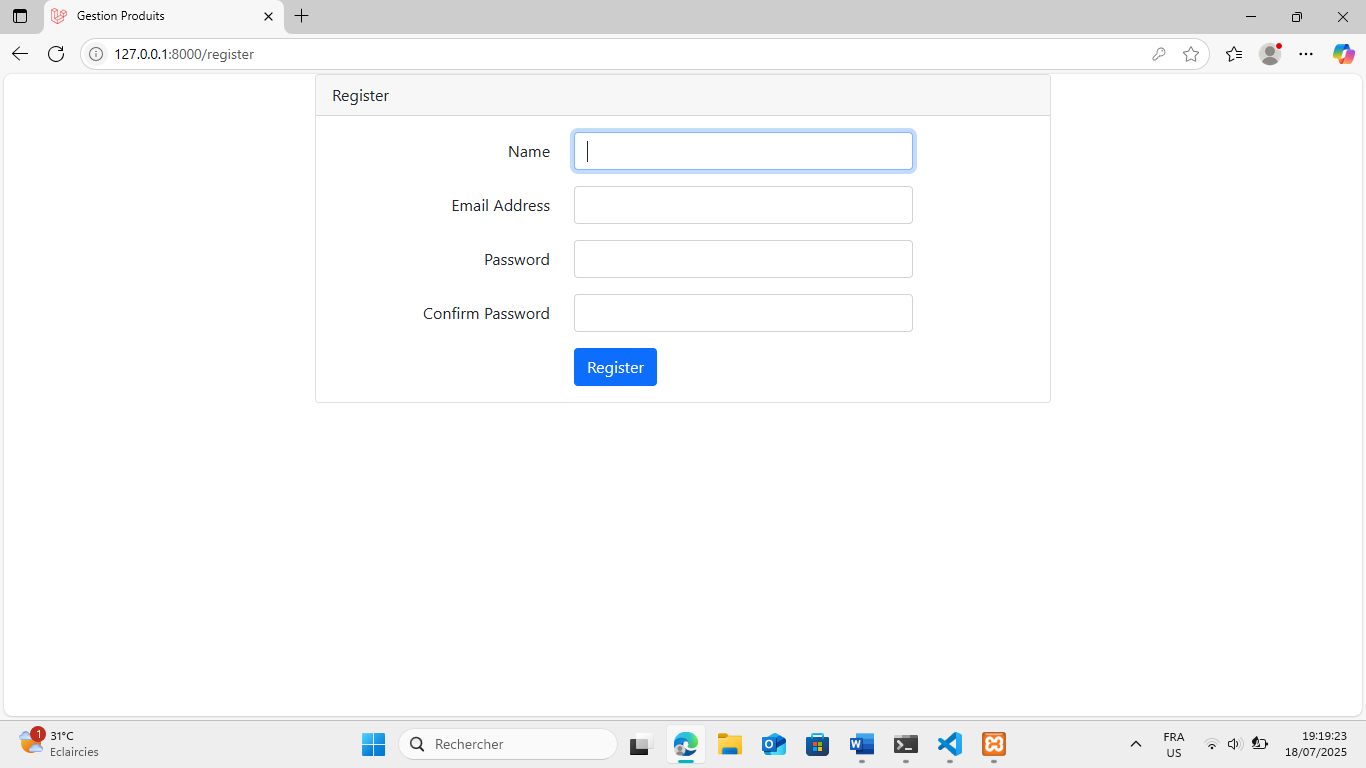 Gestion Produits
127.0.0.1:8000/register
Register
Name
Email Address
Password
Confirm Password
Register
1
31°C
Eclaircies
Rechercher
FRA
US
19:19:23
18/07/2025